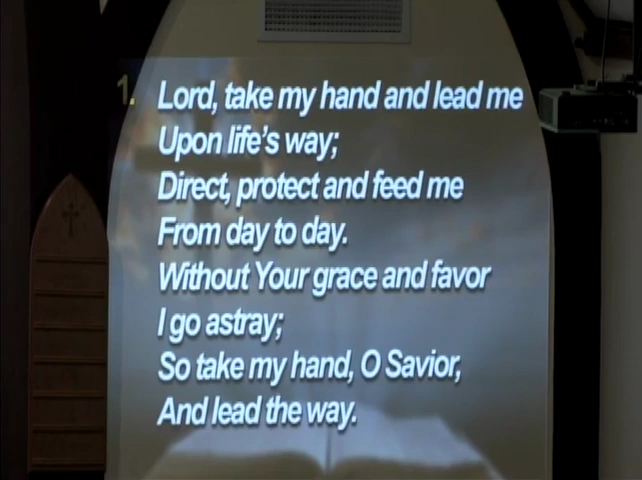 1. Lord, take my hand and lead me
Upon life's way;
Direct, protect and feed me
From day to day.
Without Your grace and favor
I go astray;
So take my hand, O Savior,
And lead the way.